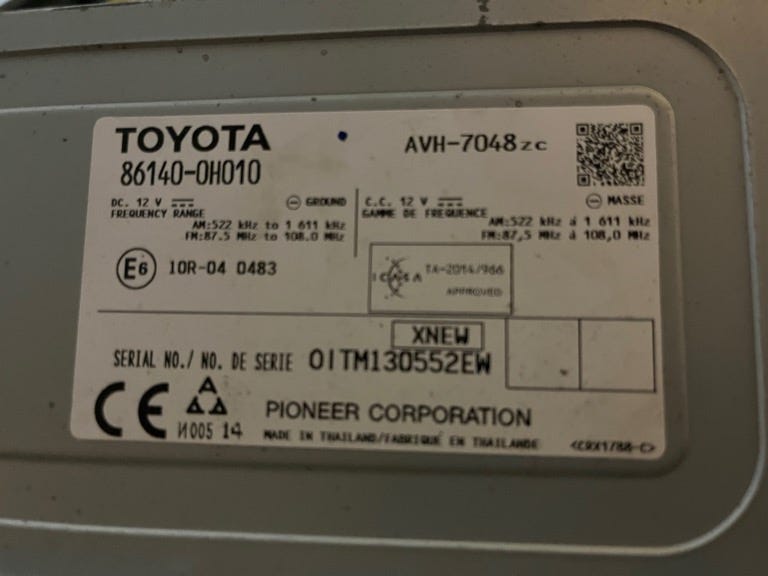 TOYOTA
86140-0H010
AVH-7048zc
DC. 12 V ⎓ ⊖ GROUND
FREQUENCY RANGE
AM:522 kHz to 1 611 kHz
FM:87.5 MHz to 108.0 MHz
C.C. 12 V ⎓ ⊖ MASSE
GAMME DE FREQUENCE
AM:522 kHz á 1 611 kHz
FM:87,5 MHz á 108,0 MHz
E6 10R-04 0483
ICASA TA-2014/966
APPROVED
XNEW
SERIAL NO./ NO. DE SERIE OITM130552EW
CE
И005 14
PIONEER CORPORATION
MADE IN THAILAND/FABRIQUÉ EN THAILANDE
<CRX1788-C>